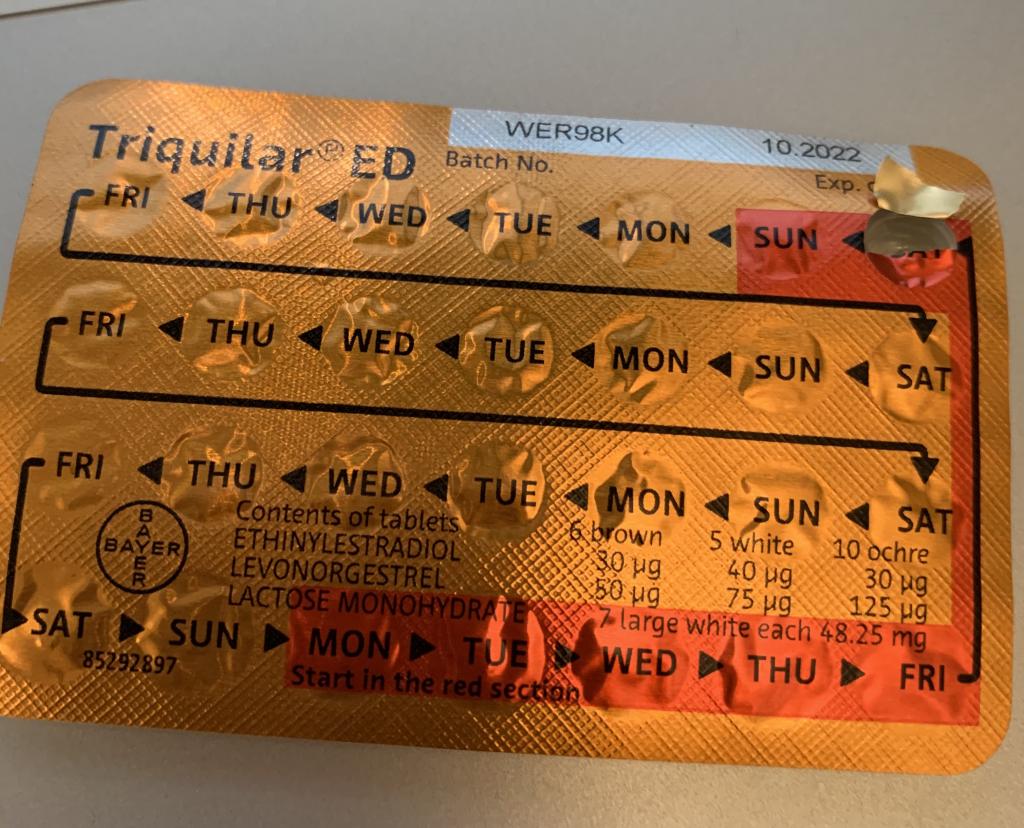 WER98K 10.2022
Triquilar® ED Batch No. Exp.
FRI THU WED TUE MON SUN SAT
FRI THU WED TUE MON SUN SAT
FRI THU WED TUE MON SUN SAT
Contents of tablets 6 brown 5 white 10 ochre
ETHINYLESTRADIOL 30 µg 40 µg 30 µg
LEVONORGESTREL 50 µg 75 µg 125 µg
LACTOSE MONOHYDRATE 7 large white each 48.25 mg
BAYER
BAYER
SAT SUN MON TUE WED THU FRI
85292897 Start in the red section